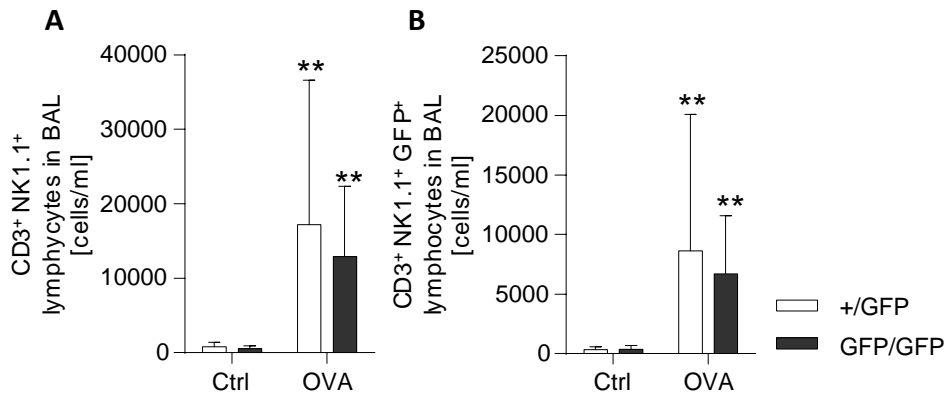 A
CD3⁺ NK1.1⁺
lymphycytes in BAL
[cells/ml]
40000
30000
20000
10000
0
**
**
Ctrl
OVA
B
CD3⁺ NK1.1⁺ GFP⁺
lymphocytes in BAL
[cells/ml]
25000
20000
15000
10000
5000
0
**
**
Ctrl
OVA
+/GFP
GFP/GFP